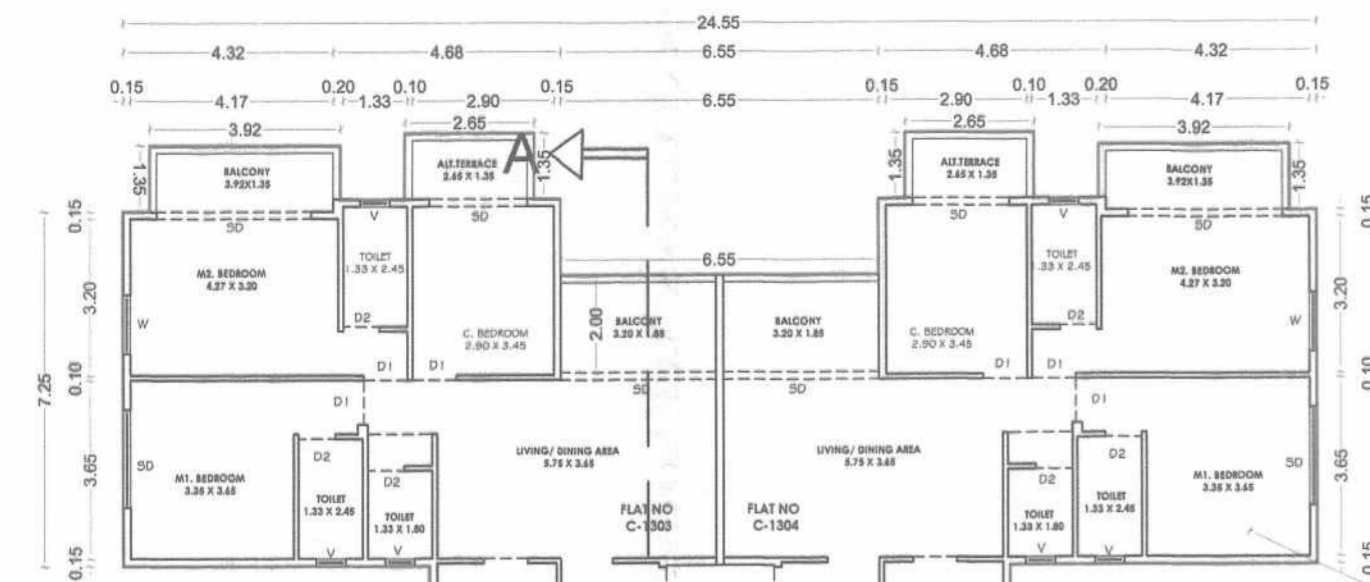 24.55
4.32 4.68 6.55 4.68 4.32
0.15 0.20 0.10 0.15 0.15 0.10 0.20 0.15
4.17 1.33 2.90 6.55 2.90 1.33 4.17
3.92 2.65 2.65 3.92
1.35 BALCONY
3.92X1.35
ALT.TERRACE
2.65 X 1.35
A
1.35
1.35
ALT.TERRACE
2.65 X 1.35
BALCONY
3.92X1.35
1.35
0.15 SD V SD SD V SD 0.15
M2. BEDROOM
4.27 X 3.20
TOILET
1.33 X 2.45
6.55
TOILET
1.33 X 2.45
M2. BEDROOM
4.27 X 3.20
3.20 W D2
C. BEDROOM
2.90 X 3.45
2.00
BALCONY
3.20 X 1.85
BALCONY
3.20 X 1.85
C. BEDROOM
2.90 X 3.45
D2 W 3.20
7.25
0.10 D1 D1 SD SD D1 D1 0.10
D1 D1
3.65 SD
M1. BEDROOM
3.35 X 3.65
D2
TOILET
1.33 X 2.45
D2
TOILET
1.33 X 1.80
LIVING/ DINING AREA
5.75 X 3.65
FLAT NO
C-1303
LIVING/ DINING AREA
5.75 X 3.65
FLAT NO
C-1304
D2
TOILET
1.33 X 1.80
D2
TOILET
1.33 X 2.45
M1. BEDROOM
3.35 X 3.65
SD 3.65
0.15 V V V V 0.15